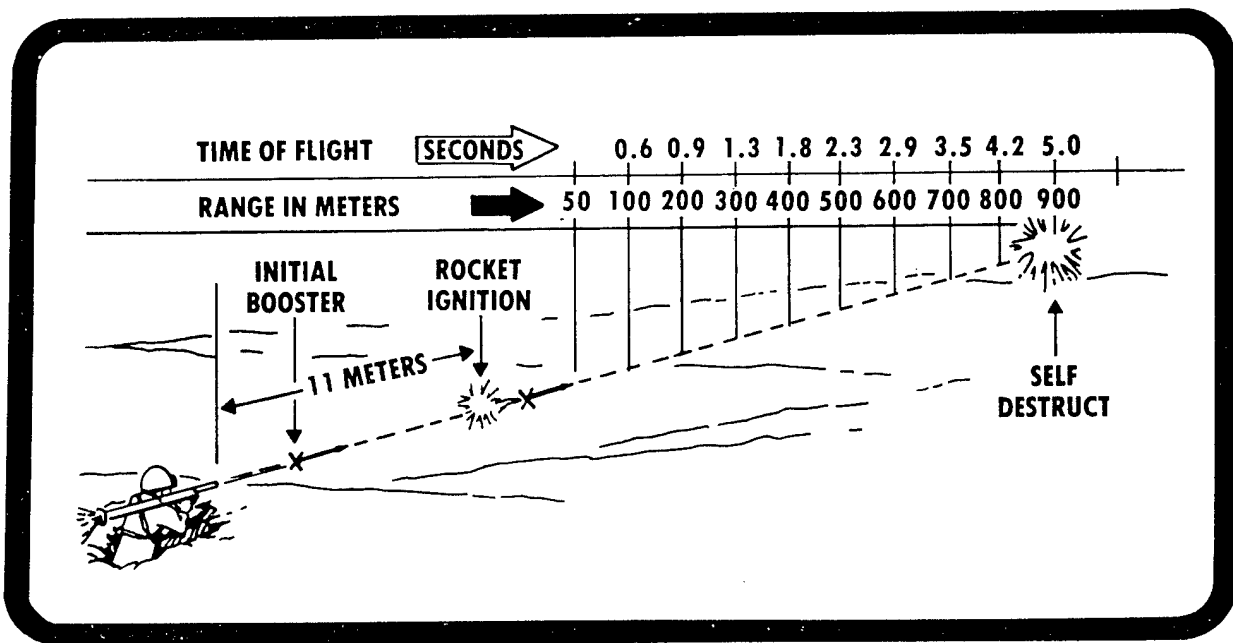 TIME OF FLIGHT SECONDS 0.6 0.9 1.3 1.8 2.3 2.9 3.5 4.2 5.0
RANGE IN METERS 50 100 200 300 400 500 600 700 800 900
INITIAL
BOOSTER
ROCKET
IGNITION
11 METERS
SELF
DESTRUCT